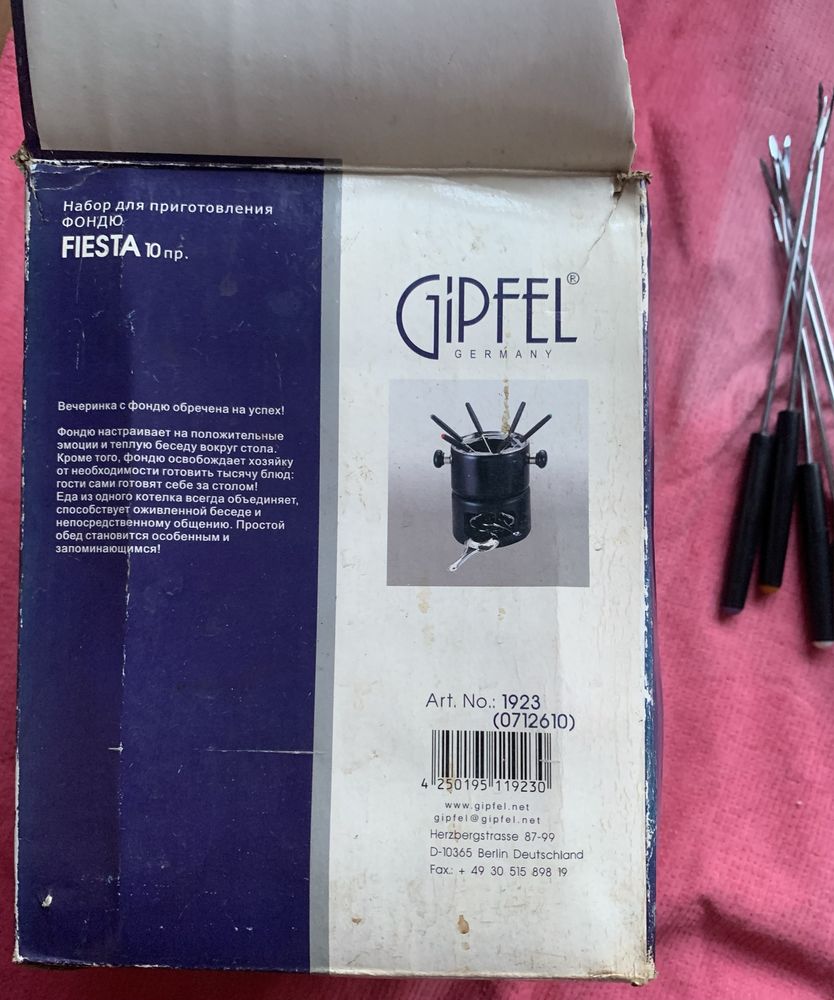 Набор для приготовления
ФОНДЮ
FIESTA 10 пр.
Вечеринка с фондю обречена на успех!
Фондю настраивает на положительные
эмоции и теплую беседу вокруг стола.
Кроме того, фондю освобождает хозяйку
от необходимости готовить тысячу блюд:
гости сами готовят себе за столом!
Еда из одного котелка всегда объединяет,
способствует оживленной беседе и
непосредственному общению. Простой
обед становится особенным и
запоминающимся!
GiPFEL®
GERMANY
Art. No.: 1923
(0712610)
4 250195 119230
www.gipfel.net
gipfel@gipfel.net
Herzbergstrasse 87-99
D-10365 Berlin Deutschland
Fax.: + 49 30 515 898 19